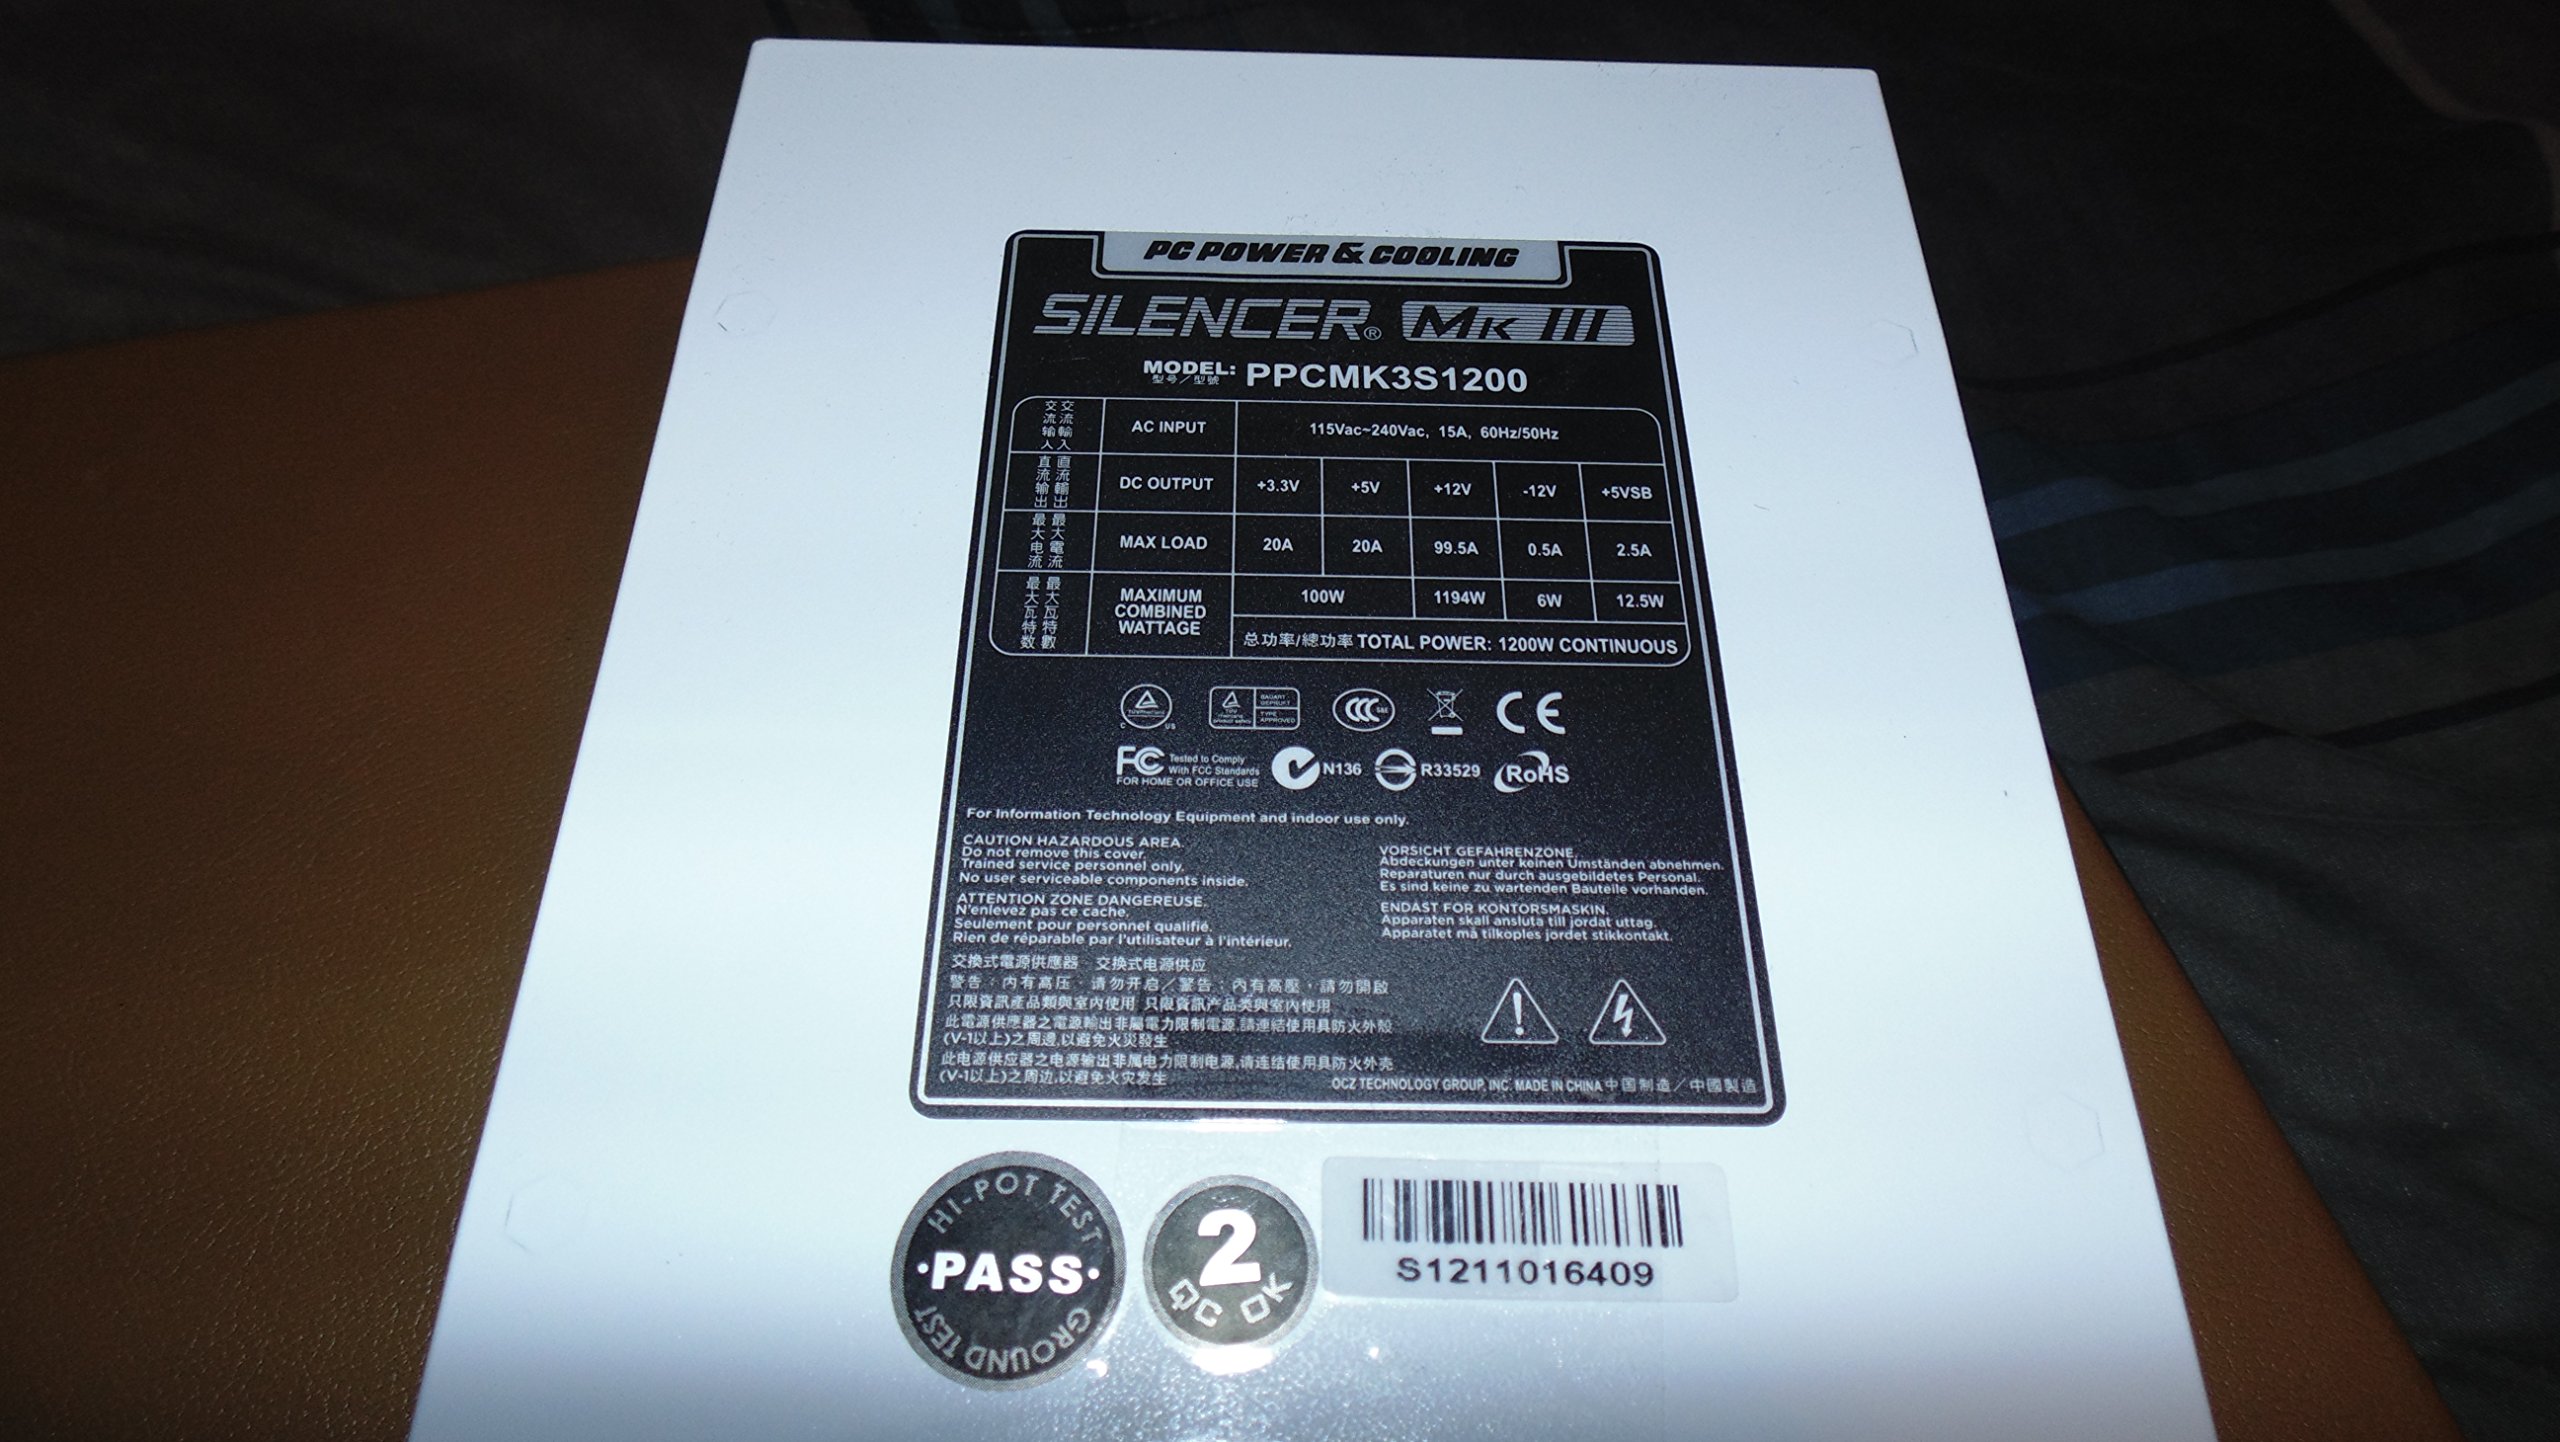 PC POWER & COOLING
SILENCER® MK III
MODEL: PPCMK3S1200
型号/型號
交流输入 交流輸入 AC INPUT 115Vac~240Vac, 15A, 60Hz/50Hz
直流输出 直流輸出 DC OUTPUT +3.3V +5V +12V -12V +5VSB
最大电流 最大電流 MAX LOAD 20A 20A 99.5A 0.5A 2.5A
最大瓦特数 最大瓦特數 MAXIMUM COMBINED WATTAGE 100W 1194W 6W 12.5W
总功率/總功率 TOTAL POWER: 1200W CONTINUOUS
TÜVRheinland C US
TÜV Rheinland product safety BAUART GEPRÜFT TYPE APPROVED
CCC S&E
CE
FC Tested to Comply
With FCC Standards
FOR HOME OR OFFICE USE
N136
R33529
RoHS
For Information Technology Equipment and indoor use only.
CAUTION HAZARDOUS AREA.
Do not remove this cover.
Trained service personnel only.
No user serviceable components inside.
ATTENTION ZONE DANGEREUSE.
N'enlevez pas ce cache.
Seulement pour personnel qualifié.
Rien de réparable par l'utilisateur à l'intérieur.
VORSICHT GEFAHRENZONE.
Abdeckungen unter keinen Umständen abnehmen.
Reparaturen nur durch ausgebildetes Personal.
Es sind keine zu wartenden Bauteile vorhanden.
ENDAST FOR KONTORSMASKIN.
Apparaten skall ansluta till jordat uttag.
Apparatet må tilkoples jordet stikkontakt.
交換式電源供應器 交换式电源供应
警告:内有高压,请勿开启/警告:內有高壓,請勿開啟
只限資訊產品類與室內使用 只限資訊产品类與室內使用
此電源供應器之電源輸出非屬電力限制電源,請連結使用具防火外殼
(V-1以上)之周邊,以避免火災發生
此电源供应器之电源输出非属电力限制电源,请连结使用具防火外壳
(V-1以上)之周边,以避免火灾发生
OCZ TECHNOLOGY GROUP, INC. MADE IN CHINA 中国制造/中國製造
HI-POT TEST
·PASS·
GROUND TEST
2
QC OK
S1211016409